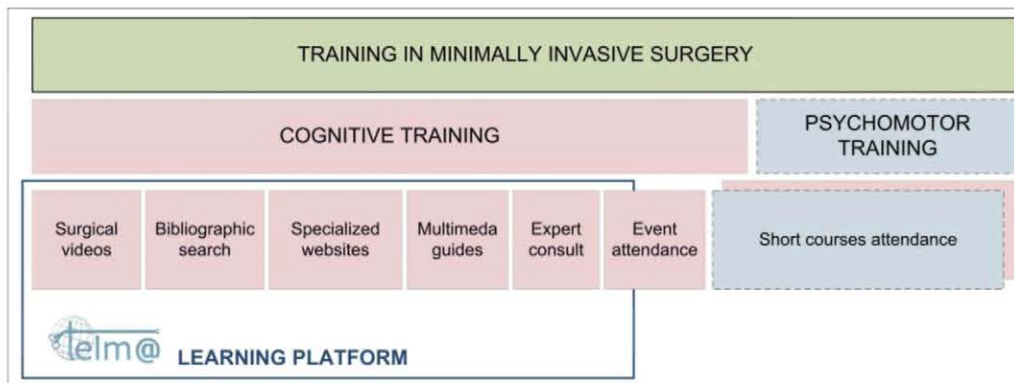 TRAINING IN MINIMALLY INVASIVE SURGERY
COGNITIVE TRAINING
PSYCHOMOTOR
TRAINING
Surgical
videos
Bibliographic
search
Specialized
websites
Multimeda
guides
Expert
consult
Event
attendance
Short courses attendance
telm@ LEARNING PLATFORM